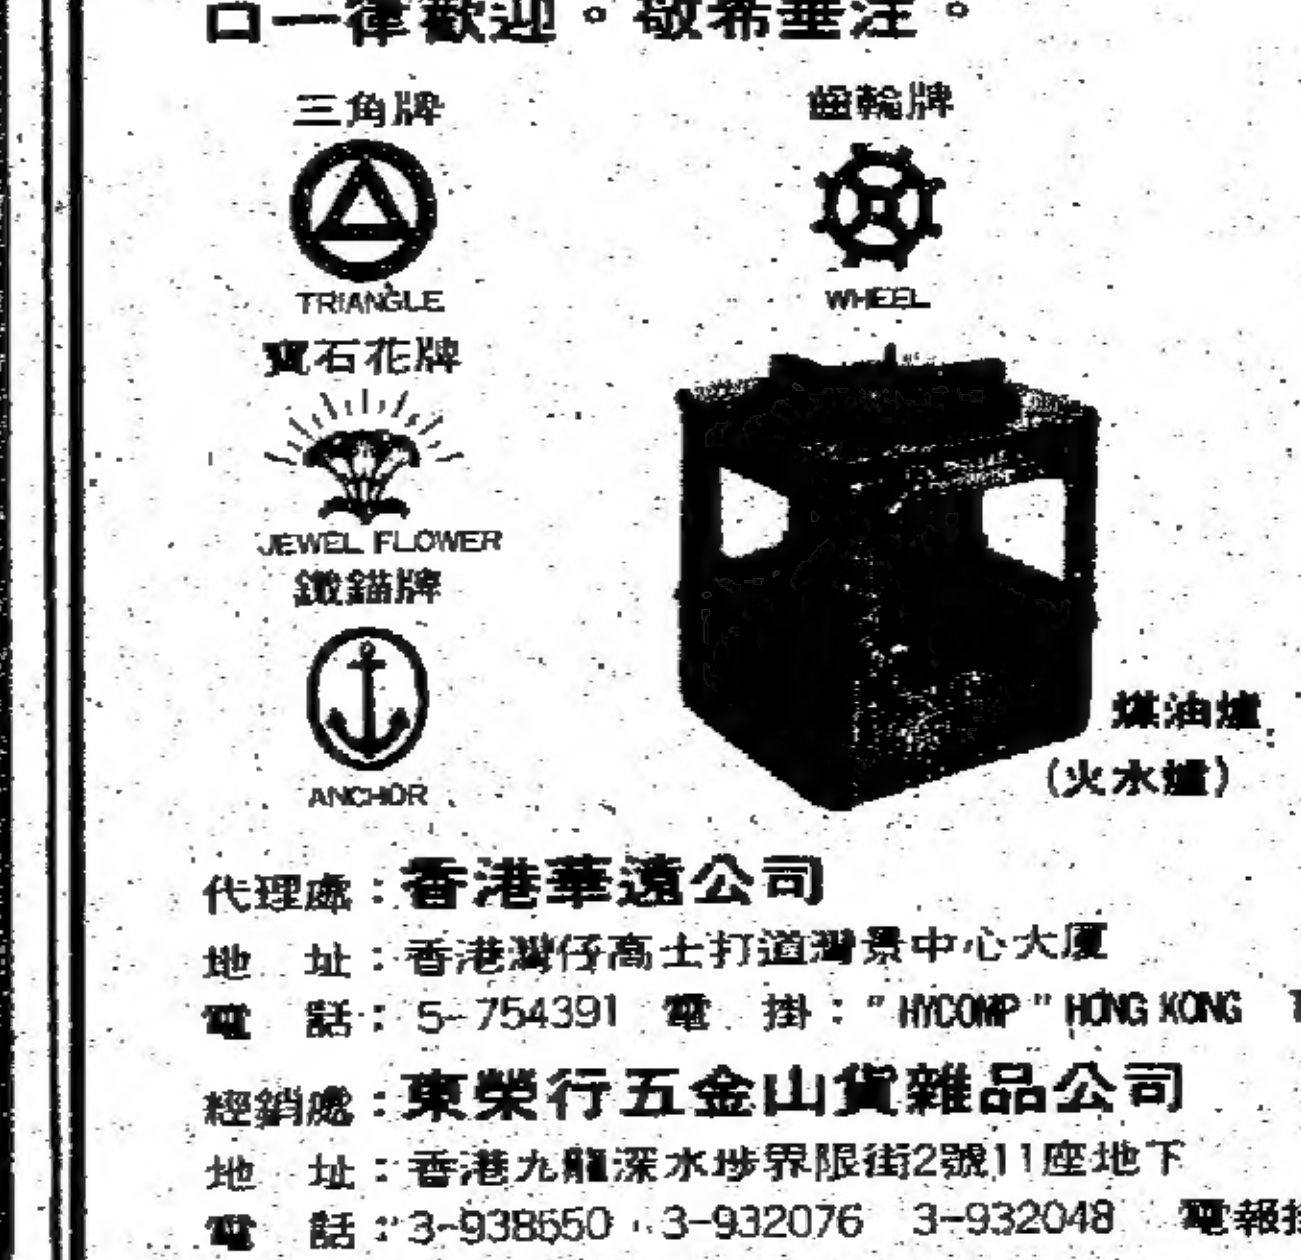 口一律歡迎。敬希垂注。
三角牌
TRIANGLE
齒輪牌
WHEEL
寶石花牌
JEWEL FLOWER
鐵錨牌
ANCHOR
煤油爐
(火水爐)
代理處：香港華遠公司
地 址：香港灣仔高士打道灣景中心大厦
電 話：5-754391 電 掛："HYCOMP" HONG KONG
經銷處：東榮行五金山貨雜品公司
地 址：香港九龍深水埗界限街2號11座地下
電 話：3-938550 3-932076 3-932048 電報掛